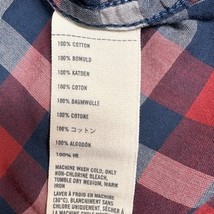 100% COTTON
100% BOMULD
100% KATOEN
100% COTON
100% BAUMWOLLE
100% COTONE
100% コットン
100% ALGODÓN
100% 棉
MACHINE WASH COLD, ONLY
NON-CHLORINE BLEACH,
TUMBLE DRY MEDIUM, WARM
IRON
LAVER À FROID EN MACHINE
(30°C), BLANCHIMENT SANS
CHLORE UNIQUEMENT. SÉCHER À